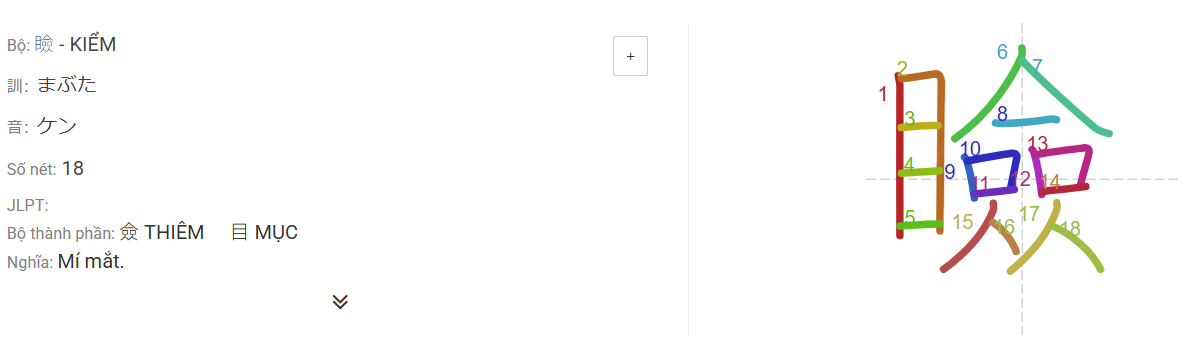 Bộ: 瞼 - KIỂM
+
訓: まぶた
音: ケン
Số nét: 18
JLPT:
Bộ thành phần: 僉 THIÊM 目 MỤC
Nghĩa: Mí mắt.
瞼
1 2 3 4 5 6 7 8 9 10 11 12 13 14 15 16 17 18